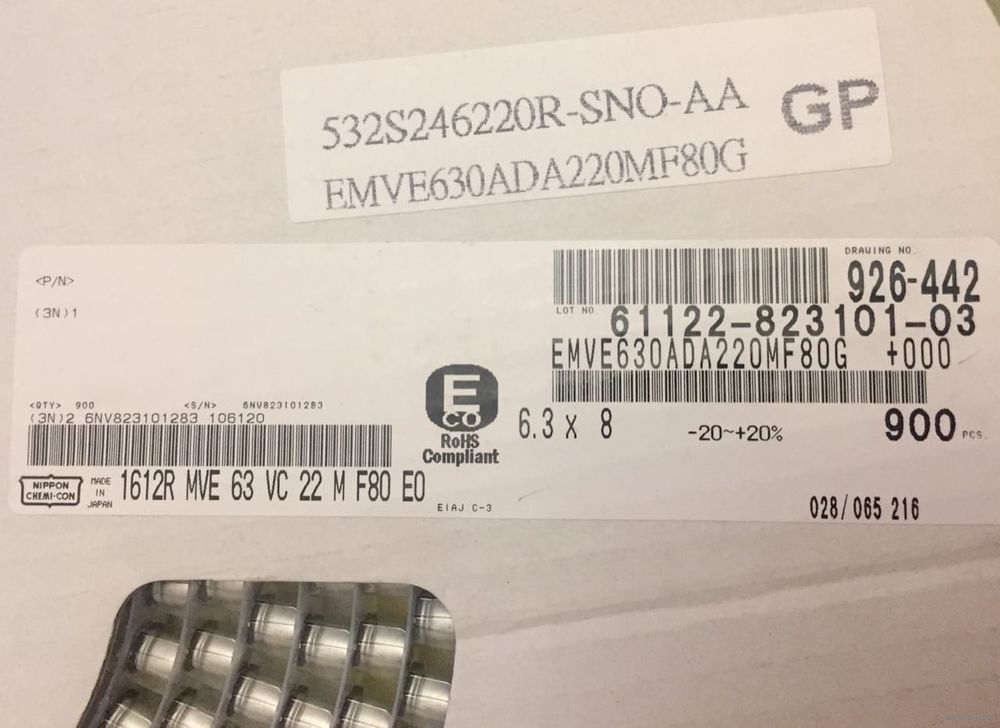 532S246220R-SNO-AA GP
EMVE630ADA220MF80G
<P/N>
(3N)1
DRAWING NO.
926-442
LOT NO 61122-823101-03
EMVE630ADA220MF80G +000
<QTY> 900 <S/N> 6NV823101283
(3N)2 6NV823101283 106120
E
CO
RoHS
Compliant
6.3 x 8 -20~+20% 900 PCS.
NIPPON
CHEMI-CON
MADE
IN
JAPAN
1612R MVE 63 VC 22 M F80 E0
EIAJ C-3
028/065 216